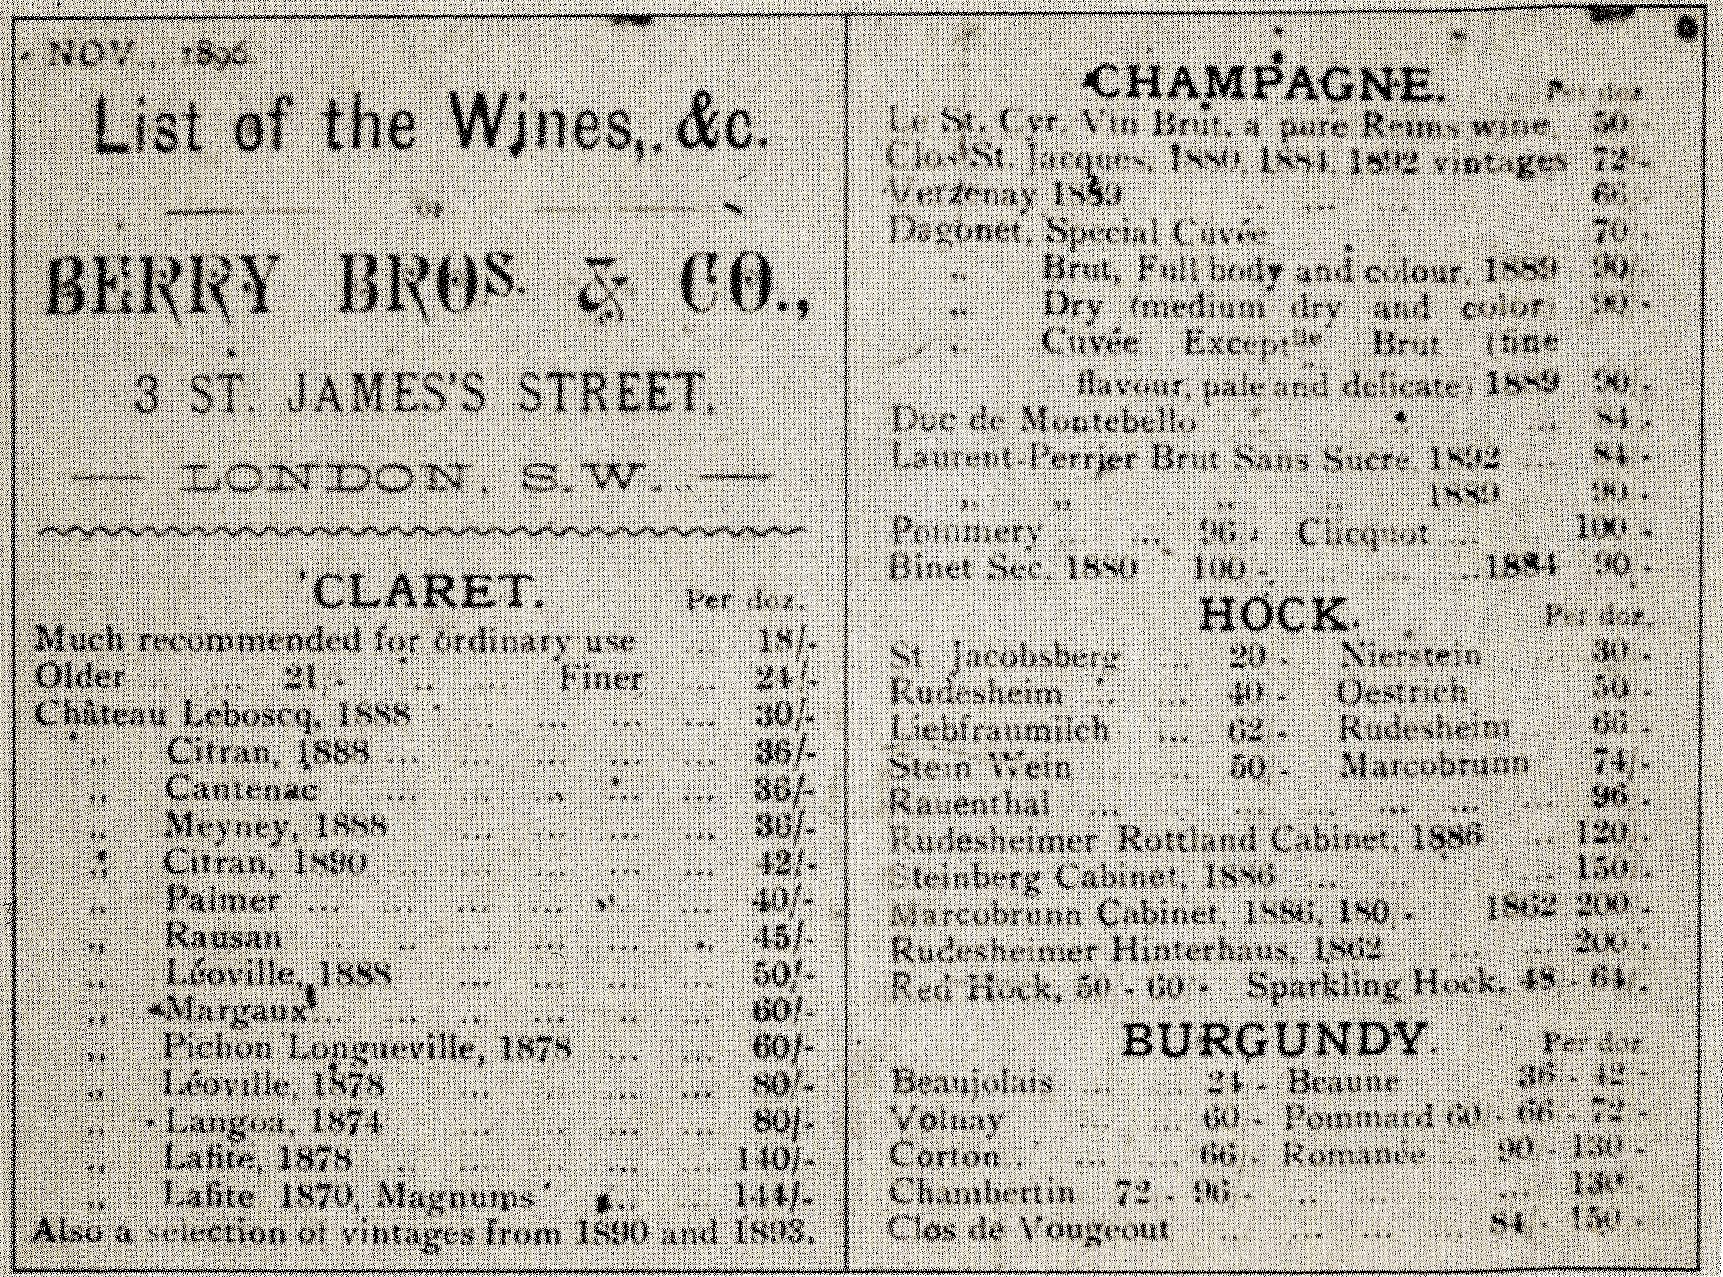 NOV., 1896
List of the Wines, &c.
OF
BERRY BROS. & CO.,
3 ST. JAMES'S STREET,
— LONDON, S.W. —
CLARET. Per doz.
Much recommended for ordinary use ... 18/-
Older ... ... 21/- ,, ... Finer ... 24/-
Château Leboscq, 1888 ... ... ... ... 30/-
,, Citran, 1888 ... ... ... ... ... 36/-
,, Cantenac ... ... ... ... ... 36/-
,, Meyney, 1888 ... ... ... ... 36/-
,, Citran, 1890 ... ... ... ... 42/-
,, Palmer ... ... ... ... ... ... 40/-
,, Rausan ... ... ... ... ... ... 45/-
,, Léoville, 1888 ... ... ... ... 50/-
,, Margaux ... ... ... ... ... ... 60/-
,, Pichon Longueville, 1878 ... ... 60/-
,, Léoville, 1878 ... ... ... ... 80/-
,, Langoa, 1874 ... ... ... ... 80/-
,, Lafite, 1878 ... ... ... ... ... 140/-
,, Lafite 1870, Magnums ... ... 144/-
Also a selection of vintages from 1890 and 1893.
CHAMPAGNE. Per doz.
Le St. Cyr, Vin Brut, a pure Reims wine 50/-
Clos St. Jacques, 1880, 1884, 1892 vintages 72/-
Verzenay 1889 ... ... ... 66/-
Dagonet, Special Cuvée 70/-
,, Brut, Full body and colour, 1889 90/-
,, Dry (medium dry and color) 90/-
,, Cuvée Except^lle Brut (fine
flavour, pale and delicate) 1889 90/-
Duc de Montebello ... ... 84/-
Laurent-Perrier Brut Sans Sucre, 1892 ... 84/-
,, ,, ,, ,, 1889 90/-
Pommery ... ... 96/- Clicquot ... 100/-
Binet Sec, 1880 100/- ... ... ... 1884 90/-
HOCK. Per doz.
St. Jacobsberg ... 20/- Nierstein 30/-
Rudesheim ... ... 40/- Oestrich 50/-
Liebfraumilch ... 62/- Rudesheim 66/-
Stein Wein ... 50/- Marcobrunn 74/-
Rauenthal ... ... ... ... ... ... ... 96/-
Rudesheimer Rottland Cabinet, 1886 ... 120/-
Steinberg Cabinet, 1886 ... ... ... 150/-
Marcobrunn Cabinet, 1886, 180/- 1862 200/-
Rudesheimer Hinterhaus, 1862 ... ... 200/-
Red Hock, 50/- 60/- Sparkling Hock, 48/- 64/-
BURGUNDY. Per doz.
Beaujolais ... ... 24/- Beaune 36/- 42/-
Volnay ... ... 60/- Pommard 60/- 66/- 72/-
Corton ... ... ... 66/- Romanée ... 90/- 130/-
Chambertin 72/- 96/- ... ... ... 130/-
Clos de Vougeout ... ... ... ... 84/- 150/-